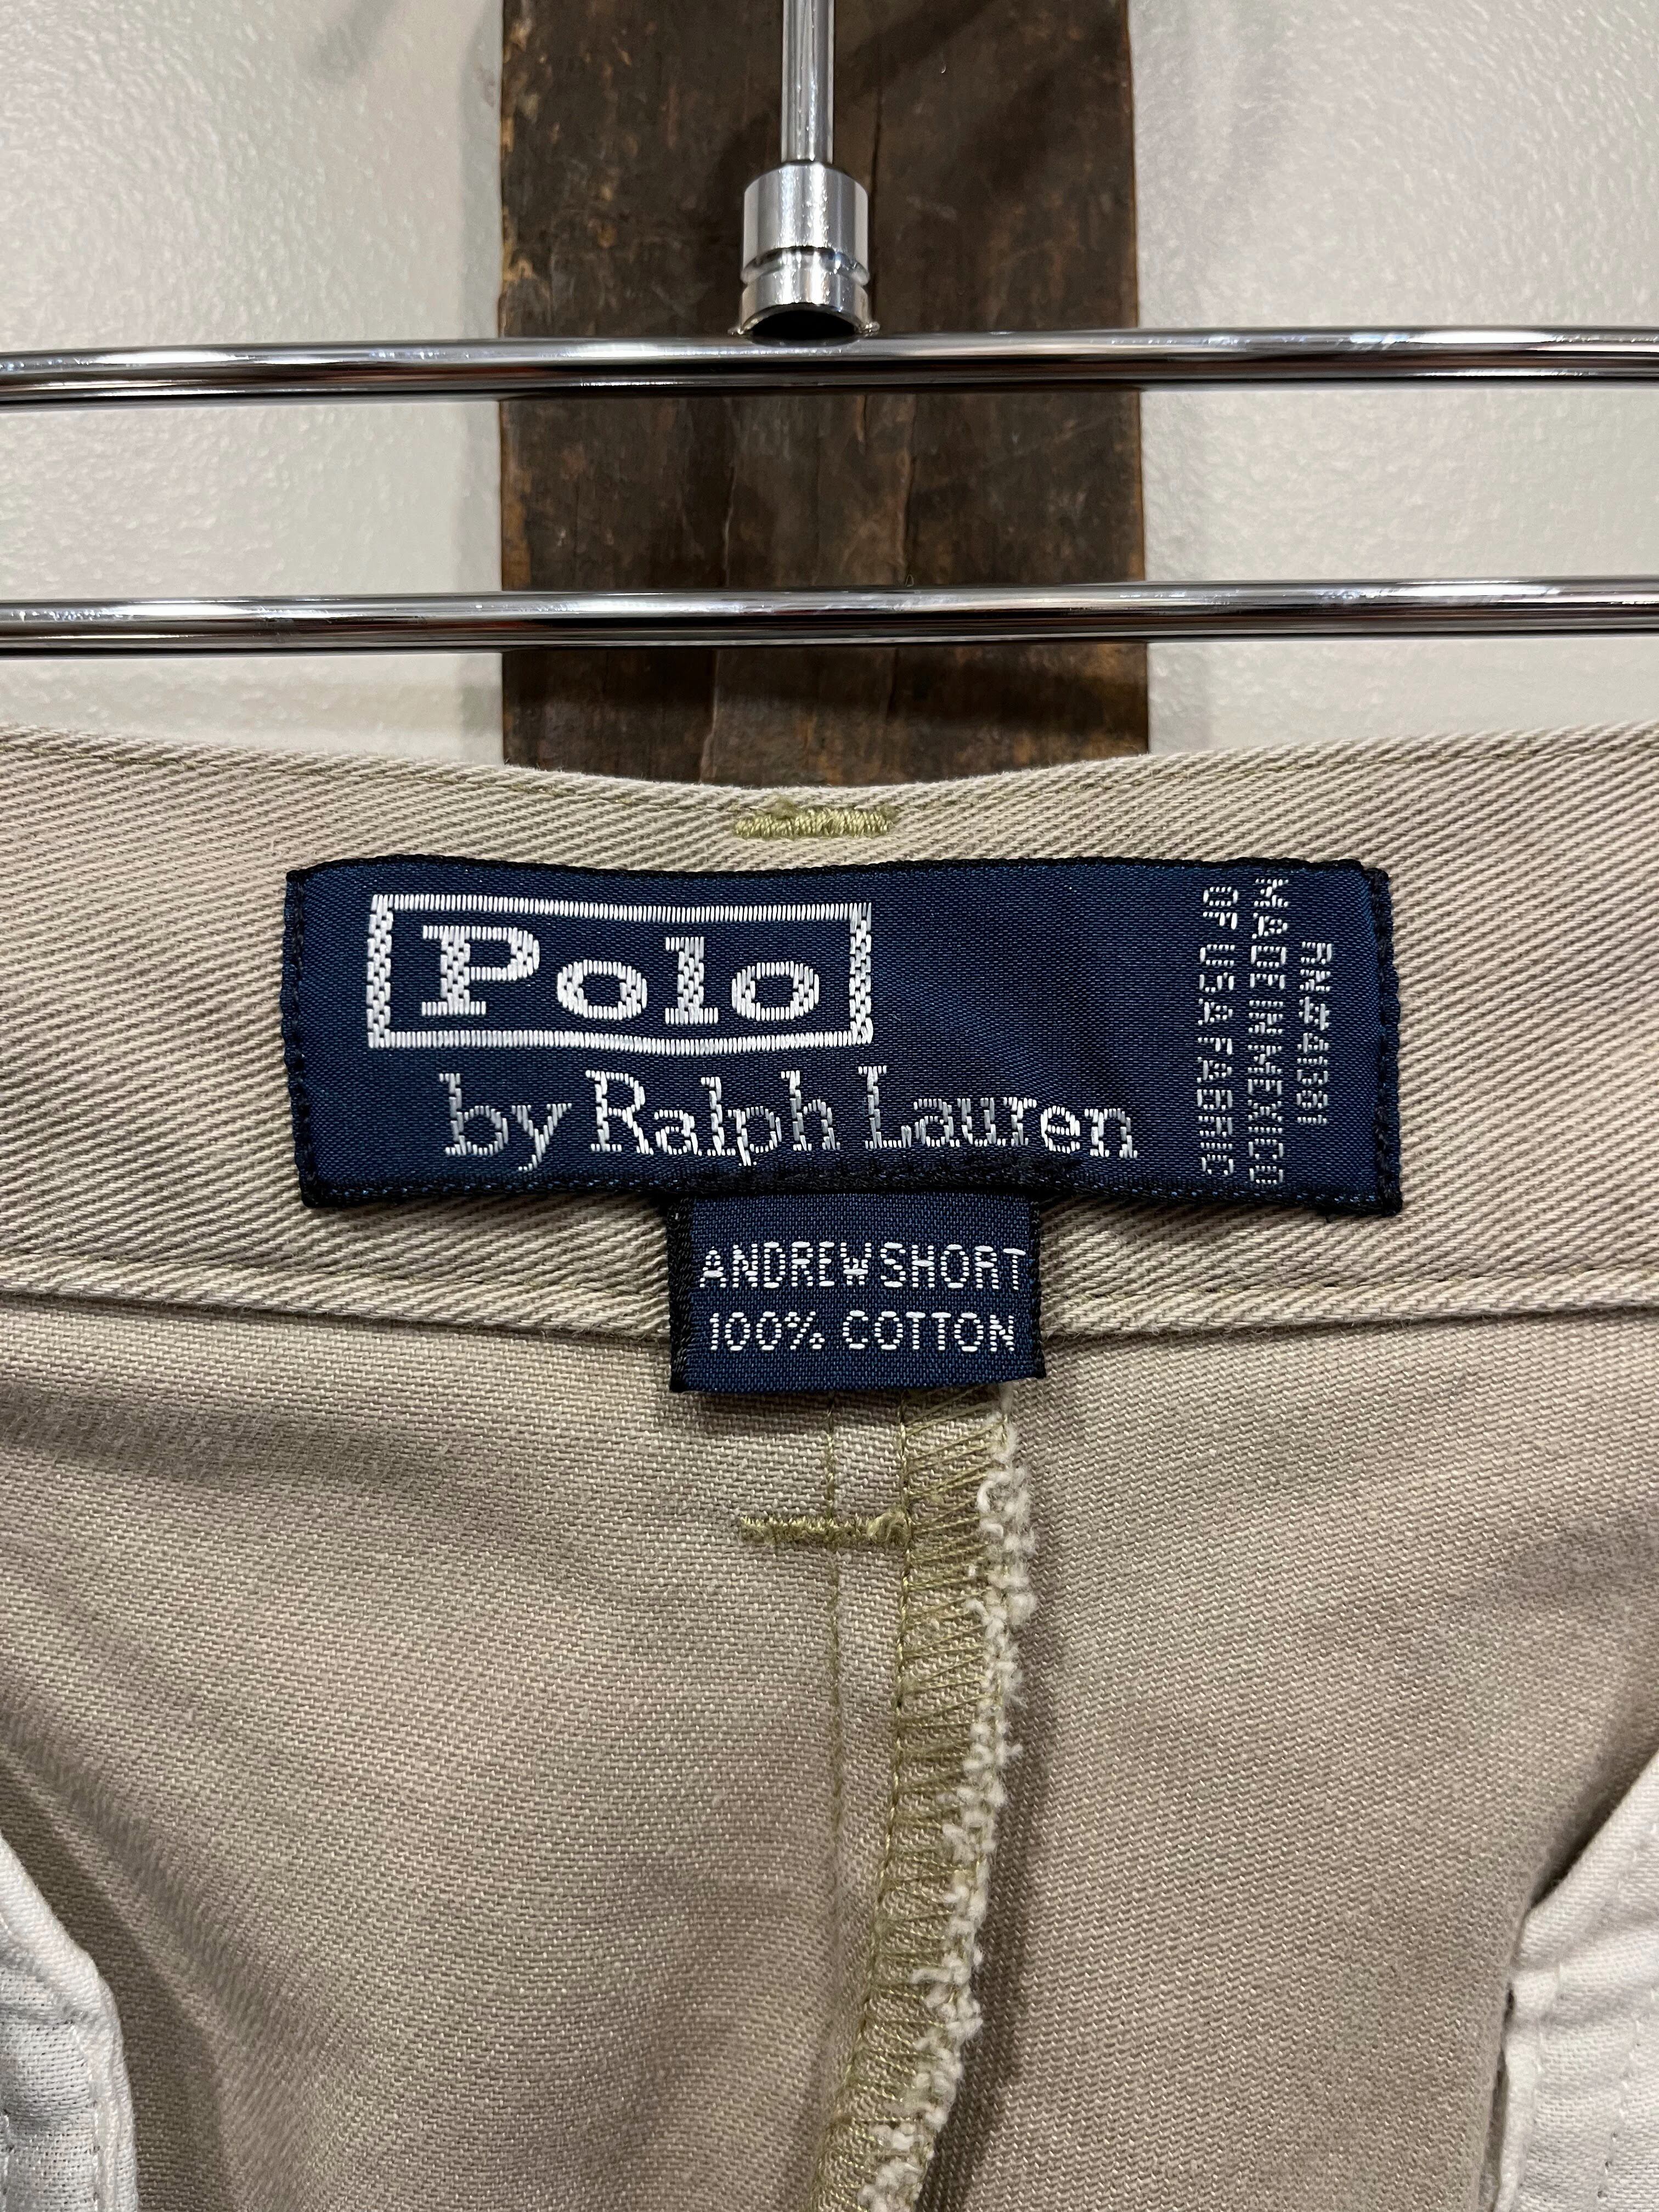 Polo
by Ralph Lauren
RN#41381
MADE IN MEXICO
OF USA FABRIC
ANDREW SHORT
100% COTTON